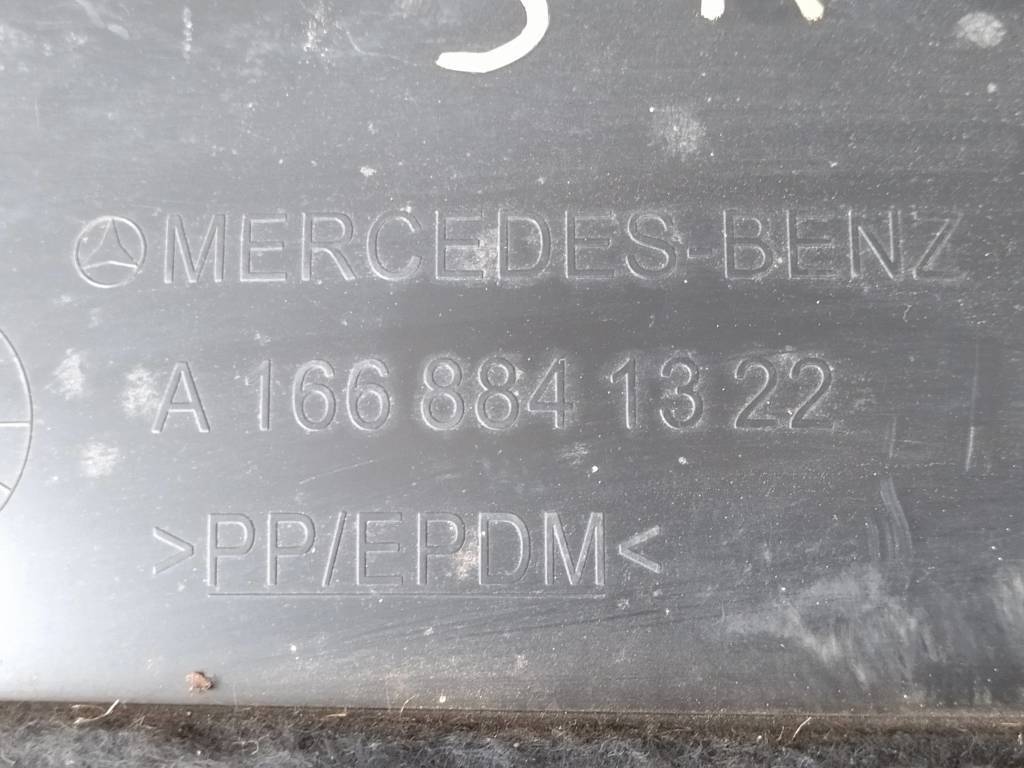 MERCEDES-BENZ
A 166 884 13 22
>PP/EPDM<